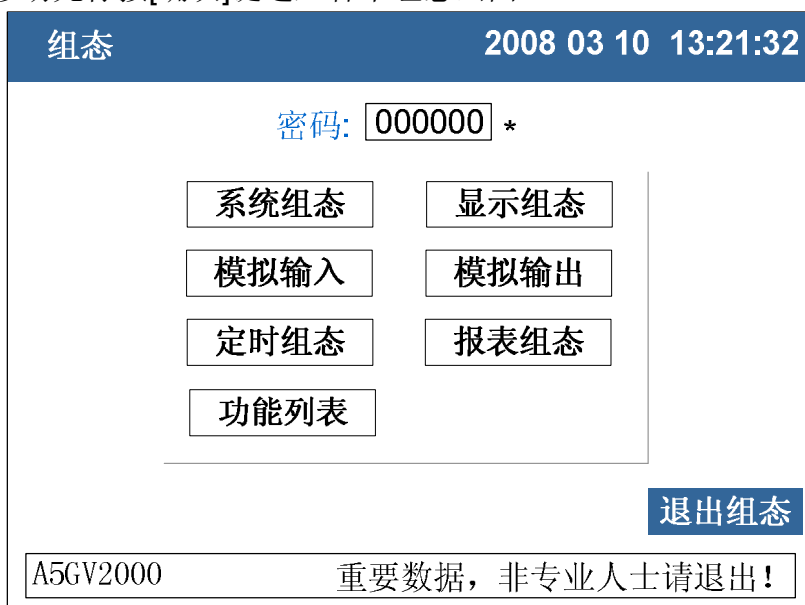 组态 2008 03 10 13:21:32
密码: 000000 *
系统组态 显示组态
模拟输入 模拟输出
定时组态 报表组态
功能列表
退出组态
A5GV2000 重要数据，非专业人士请退出！